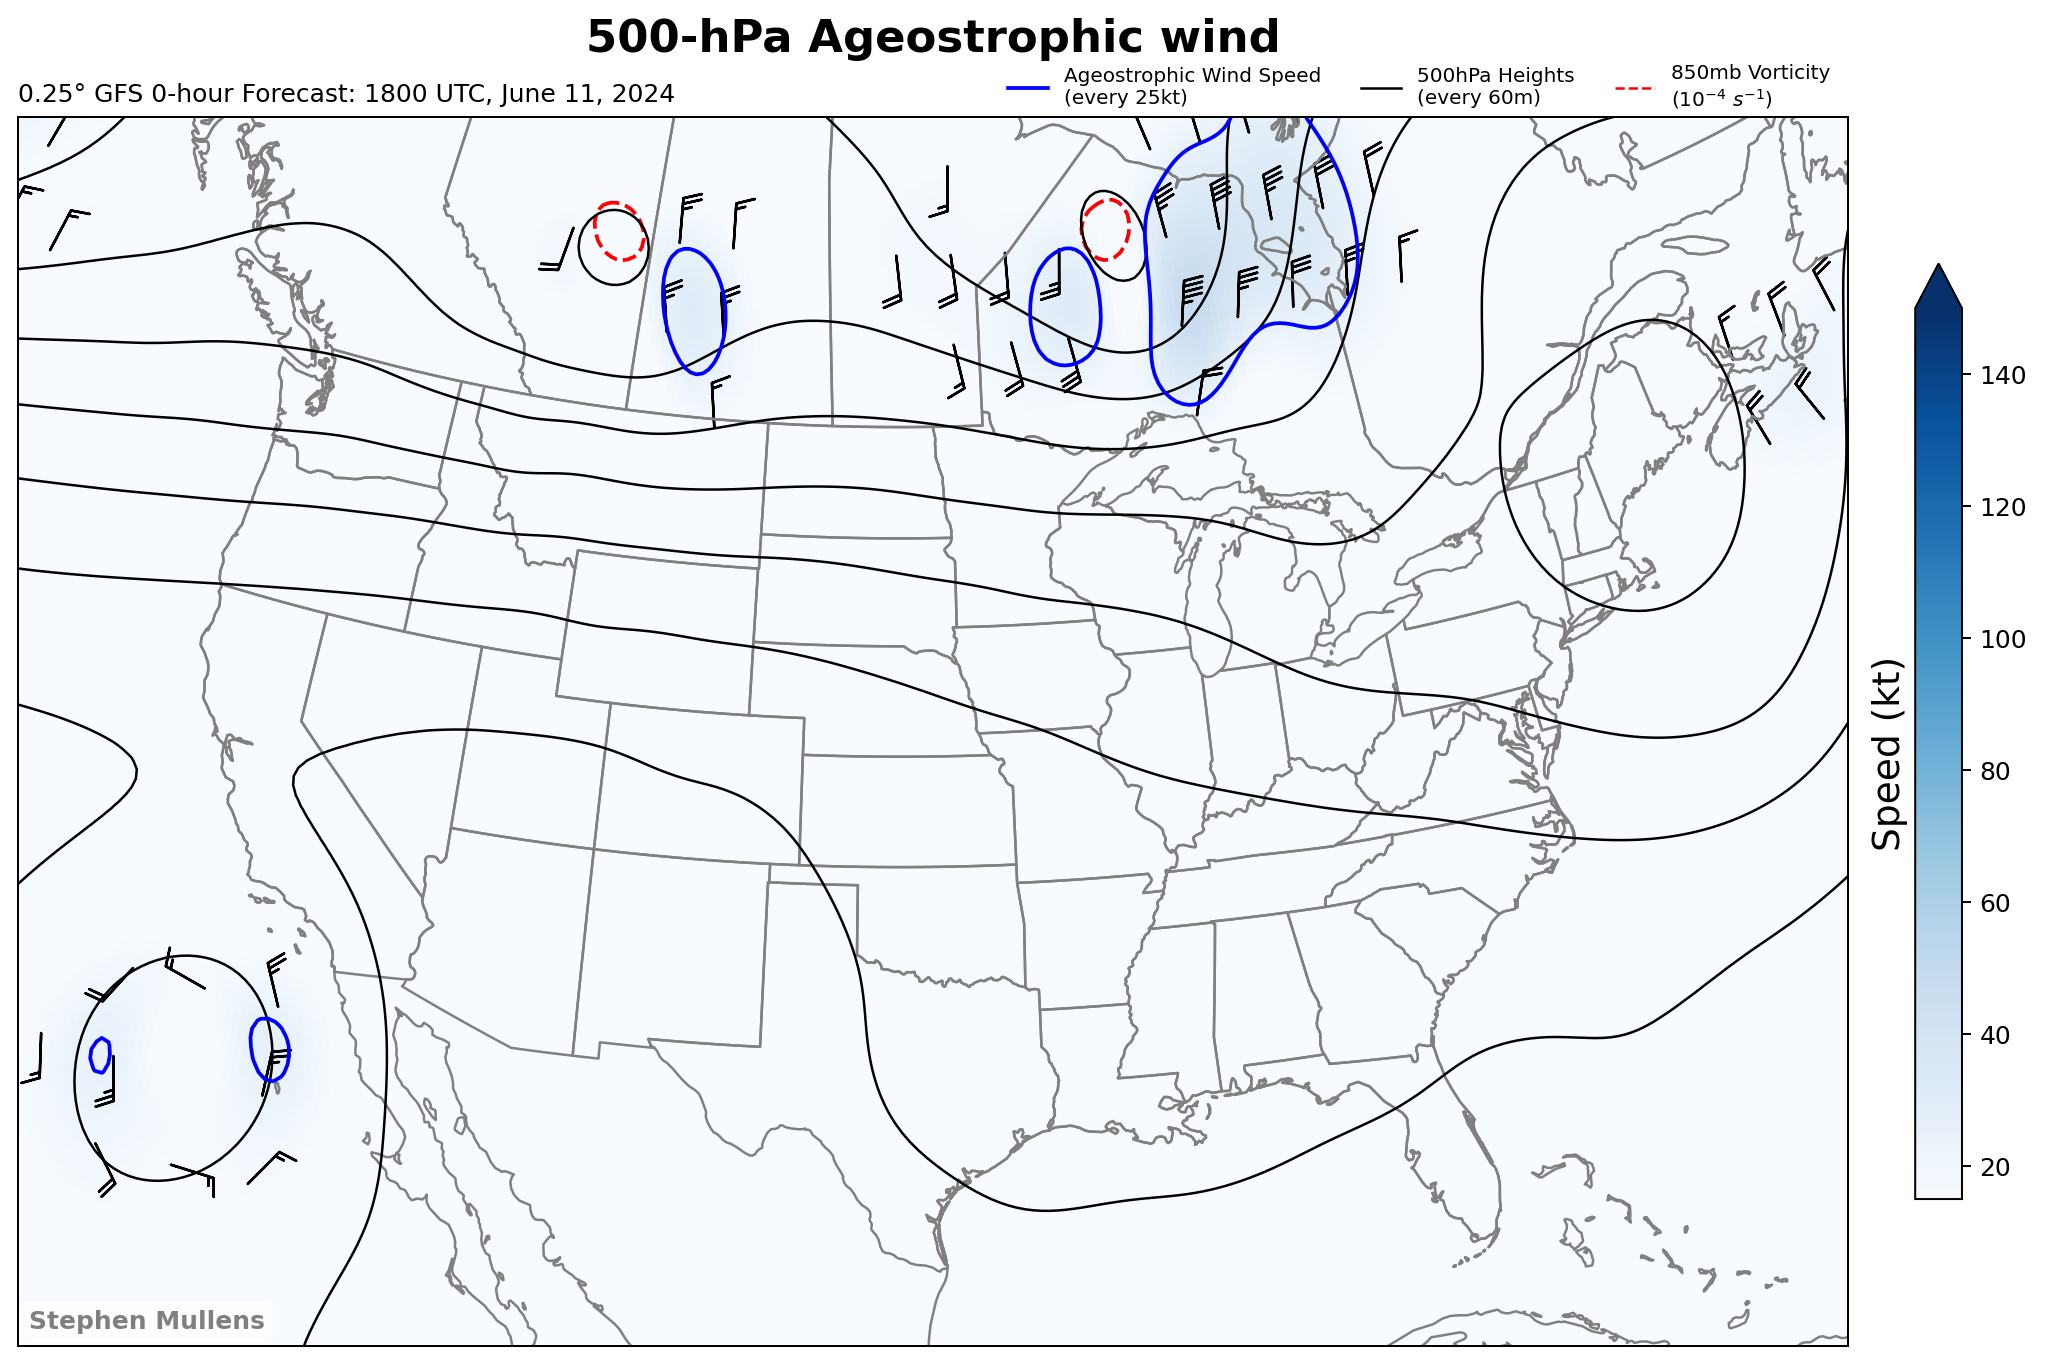 500-hPa Ageostrophic wind
0.25° GFS 0-hour Forecast: 1800 UTC, June 11, 2024
Ageostrophic Wind Speed
(every 25kt)
500hPa Heights
(every 60m)
850mb Vorticity
(10⁻⁴ s⁻¹)
140
120
100
80
60
40
20
Speed (kt)
Stephen Mullens